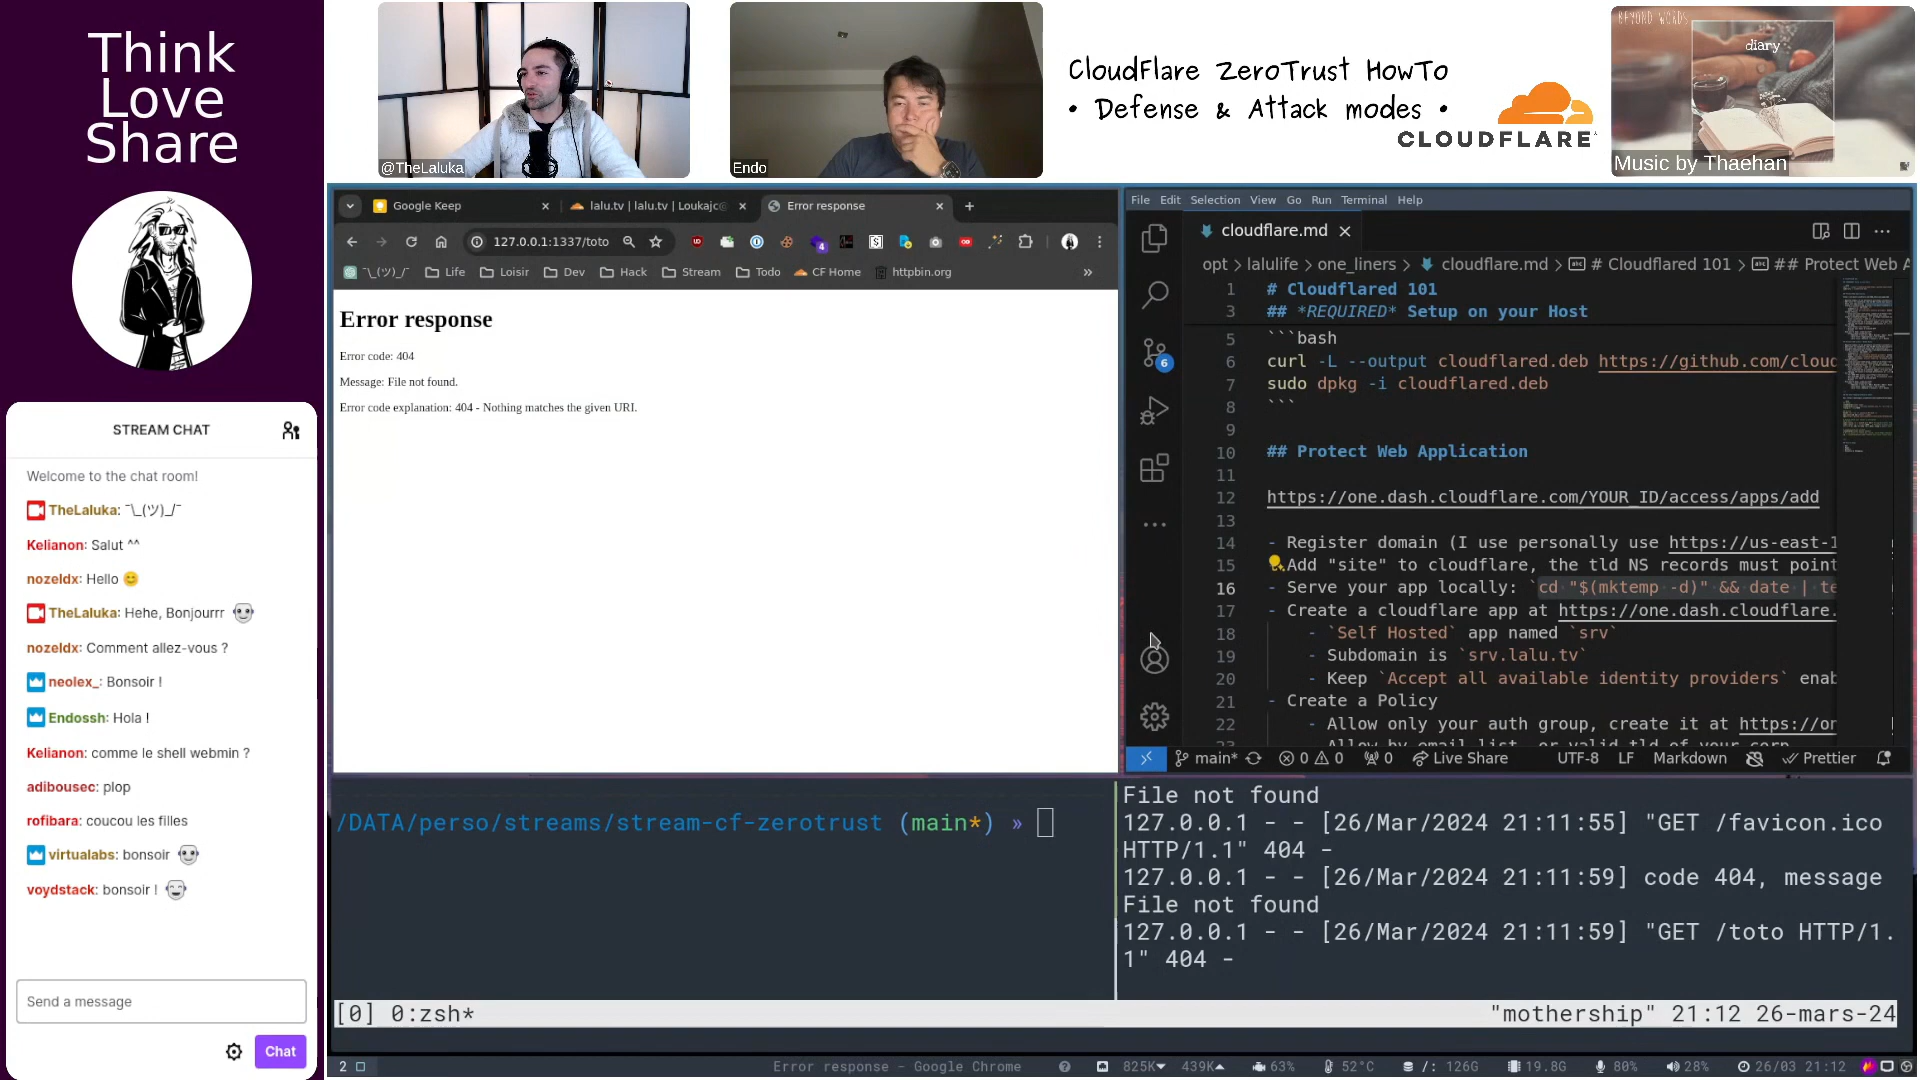 Think
Love
Share
STREAM CHAT
Welcome to the chat room!
TheLaluka: ¯\_(ツ)_/¯
Kelianon: Salut ^^
nozeldx: Hello 😊
TheLaluka: Hehe, Bonjourrr
nozeldx: Comment allez-vous ?
neolex_: Bonsoir !
Endossh: Hola !
Kelianon: comme le shell webmin ?
adibousec: plop
rofibara: coucou les filles
virtualabs: bonsoir
voydstack: bonsoir !
Send a message
Chat
@TheLaluka
Endo
CloudFlare ZeroTrust HowTo
• Defense & Attack modes •
CLOUDFLARE
BEYOND WORDS
diary
Music by Thaehan
Google Keep
lalu.tv | lalu.tv | Loukajc@
Error response
127.0.0.1:1337/toto
¯\_(ツ)_/¯ Life Loisir Dev Hack Stream Todo CF Home httpbin.org »
Error response
Error code: 404
Message: File not found.
Error code explanation: 404 - Nothing matches the given URI.
File Edit Selection View Go Run Terminal Help
cloudflare.md
opt > lalulife > one_liners > cloudflare.md > # Cloudflared 101 > ## Protect Web A
6
1 # Cloudflared 101
3 ## *REQUIRED* Setup on your Host
5 ```bash
6 curl -L --output cloudflared.deb https://github.com/cloud
7 sudo dpkg -i cloudflared.deb
8 ```
9
10 ## Protect Web Application
11
12 https://one.dash.cloudflare.com/YOUR_ID/access/apps/add
13
14 - Register domain (I use personally use https://us-east-1
15 Add "site" to cloudflare, the tld NS records must point
16 - Serve your app locally: `cd "$(mktemp -d)" && date | te
17 - Create a cloudflare app at https://one.dash.cloudflare.
18 - `Self Hosted` app named `srv`
19 - Subdomain is `srv.lalu.tv`
20 - Keep `Accept all available identity providers` enab
21 - Create a Policy
22 - Allow only your auth group, create it at https://on
23 - Allow by email list, or valid tld of your corp
main* 0 0 0 Live Share UTF-8 LF Markdown Prettier
/DATA/perso/streams/stream-cf-zerotrust (main*) »
File not found
127.0.0.1 - - [26/Mar/2024 21:11:55] "GET /favicon.ico
HTTP/1.1" 404 -
127.0.0.1 - - [26/Mar/2024 21:11:59] code 404, message
File not found
127.0.0.1 - - [26/Mar/2024 21:11:59] "GET /toto HTTP/1.
1" 404 -
[0] 0:zsh* "mothership" 21:12 26-mars-24
2 Error response - Google Chrome 825K 439K 63% 52°C /: 126G 19.8G 80% 28% 26/03 21:12